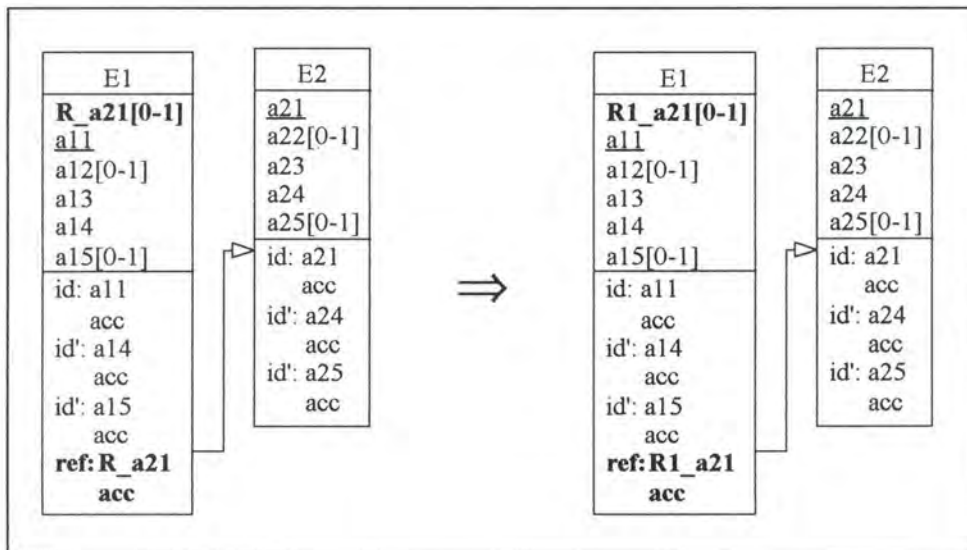 E1
R_a21[0-1]
a11
a12[0-1]
a13
a14
a15[0-1]
id: a11
acc
id': a14
acc
id': a15
acc
ref: R_a21
acc
E2
a21
a22[0-1]
a23
a24
a25[0-1]
id: a21
acc
id': a24
acc
id': a25
acc
⇒
E1
R1_a21[0-1]
a11
a12[0-1]
a13
a14
a15[0-1]
id: a11
acc
id': a14
acc
id': a15
acc
ref: R1_a21
acc
E2
a21
a22[0-1]
a23
a24
a25[0-1]
id: a21
acc
id': a24
acc
id': a25
acc